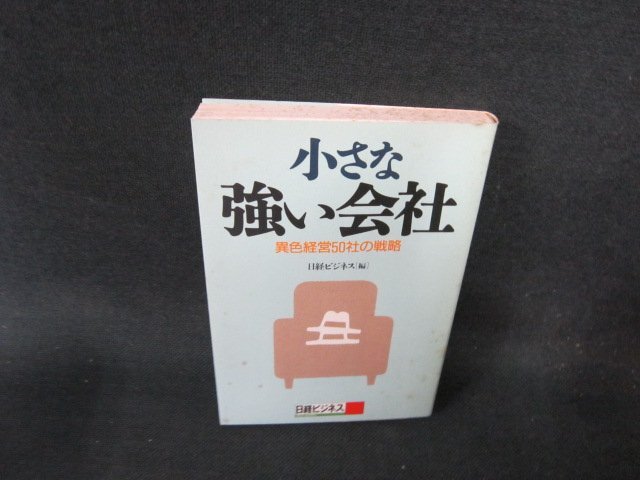 小さな
強い会社
異色経営50社の戦略
日経ビジネス[編]
日経ビジネス